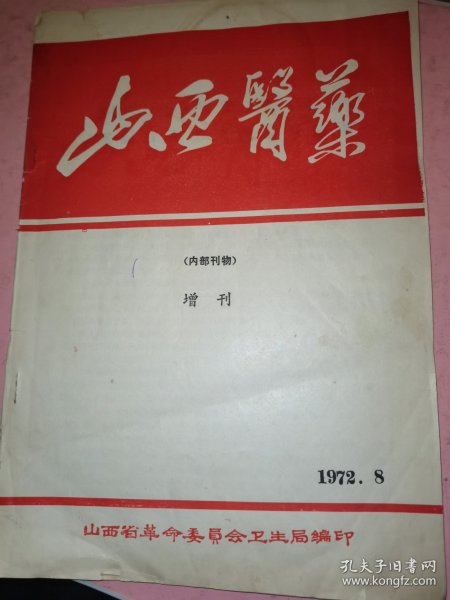 山西醫藥
(内部刊物)
增刊
1972.8
山西省革命委員会卫生局编印
孔夫子旧书网
www.kongfz.com